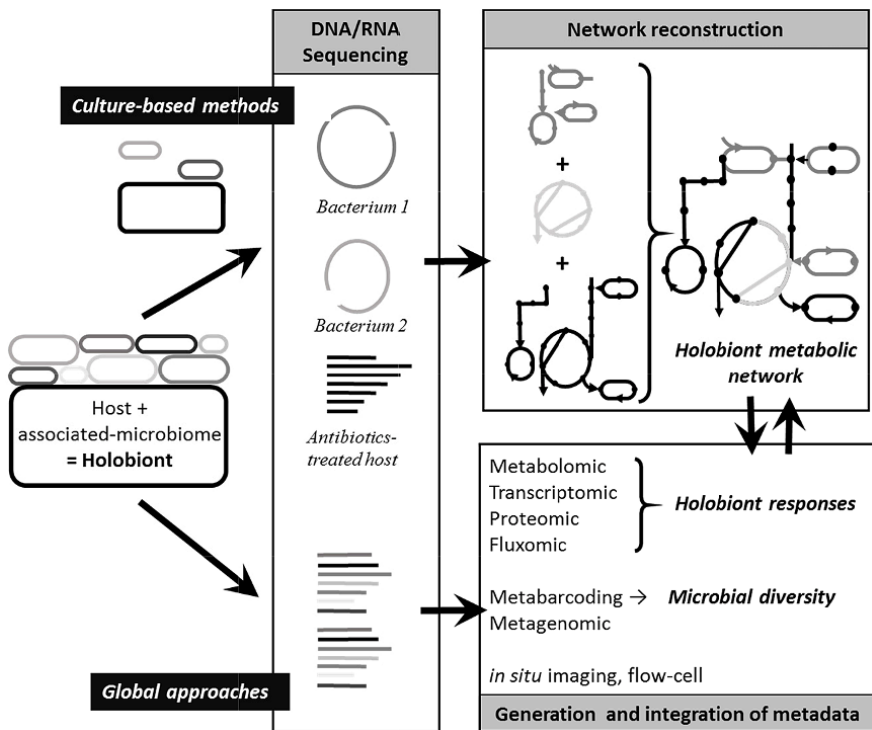 Culture-based methods
Host +
associated-microbiome
= Holobiont
Global approaches
DNA/RNA
Sequencing
Bacterium 1
Bacterium 2
Antibiotics-
treated host
Network reconstruction
+
+
Holobiont metabolic
network
Metabolomic
Transcriptomic
Proteomic
Fluxomic
Holobiont responses
Metabarcoding → Microbial diversity
Metagenomic
in situ imaging, flow-cell
Generation and integration of metadata